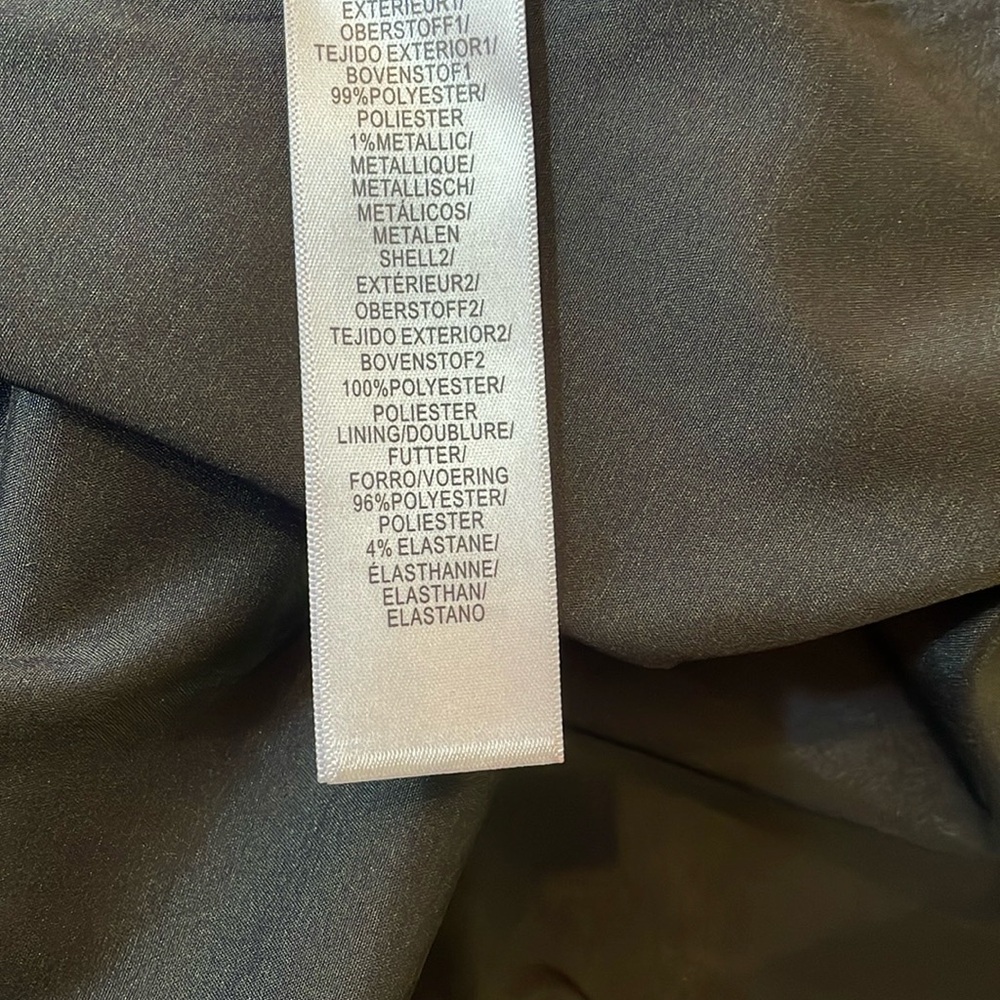 EXTÉRIEUR1/
OBERSTOFF1/
TEJIDO EXTERIOR1/
BOVENSTOF1
99%POLYESTER/
POLIESTER
1%METALLIC/
METALLIQUE/
METALLISCH/
METÁLICOS/
METALEN
SHELL2/
EXTÉRIEUR2/
OBERSTOFF2/
TEJIDO EXTERIOR2/
BOVENSTOF2
100%POLYESTER/
POLIESTER
LINING/DOUBLURE/
FUTTER/
FORRO/VOERING
96%POLYESTER/
POLIESTER
4% ELASTANE/
ÉLASTHANNE/
ELASTHAN/
ELASTANO